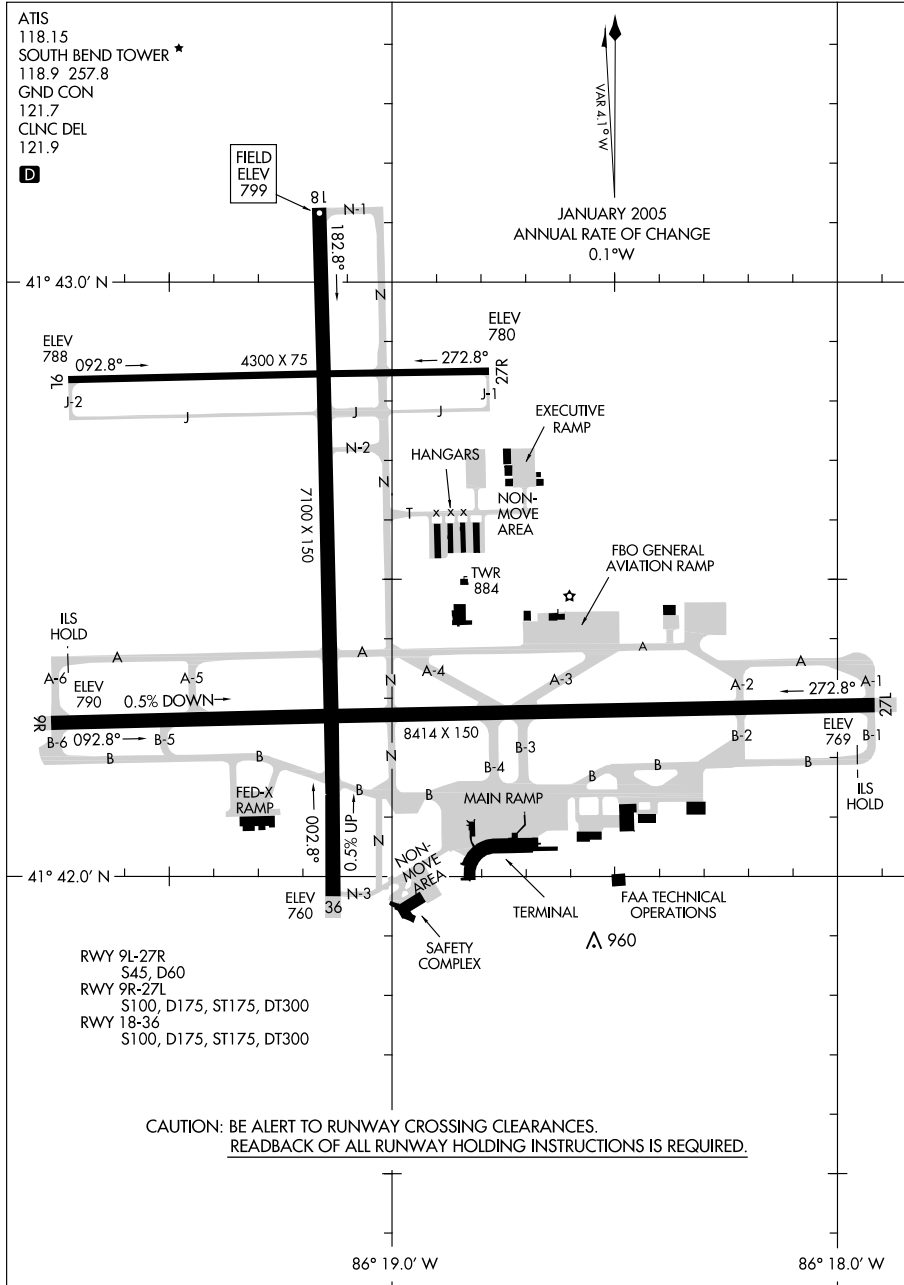 ATIS
118.15
SOUTH BEND TOWER ★
118.9 257.8
GND CON
121.7
CLNC DEL
121.9
D
VAR 4.1° W
JANUARY 2005
ANNUAL RATE OF CHANGE
0.1°W
FIELD
ELEV
799
18
N-1
182.8°
41° 43.0' N
N
ELEV
788
ELEV
780
092.8°
4300 X 75
272.8°
9L
27R
J-2
J-1
J
J
J
N-2
EXECUTIVE
RAMP
HANGARS
N
NON-
MOVE
AREA
T
x x x
7100 X 150
FBO GENERAL
AVIATION RAMP
TWR
884
ILS
HOLD
A
A
A
A
A-6
A-5
A-4
A-3
A-2
A-1
ELEV
790
0.5% DOWN
N
272.8°
9R
27L
092.8°
8414 X 150
ELEV
769
B-6
B-5
B-4
B-3
B-2
B-1
N
B
B
B
B
B
B
B
ILS
HOLD
FED-X
RAMP
MAIN RAMP
002.8°
0.5% UP
N
NON-
MOVE
AREA
41° 42.0' N
ELEV
760
36
N-3
TERMINAL
FAA TECHNICAL
OPERATIONS
SAFETY
COMPLEX
960
RWY 9L-27R
S45, D60
RWY 9R-27L
S100, D175, ST175, DT300
RWY 18-36
S100, D175, ST175, DT300
CAUTION: BE ALERT TO RUNWAY CROSSING CLEARANCES.
READBACK OF ALL RUNWAY HOLDING INSTRUCTIONS IS REQUIRED.
86° 19.0' W
86° 18.0' W